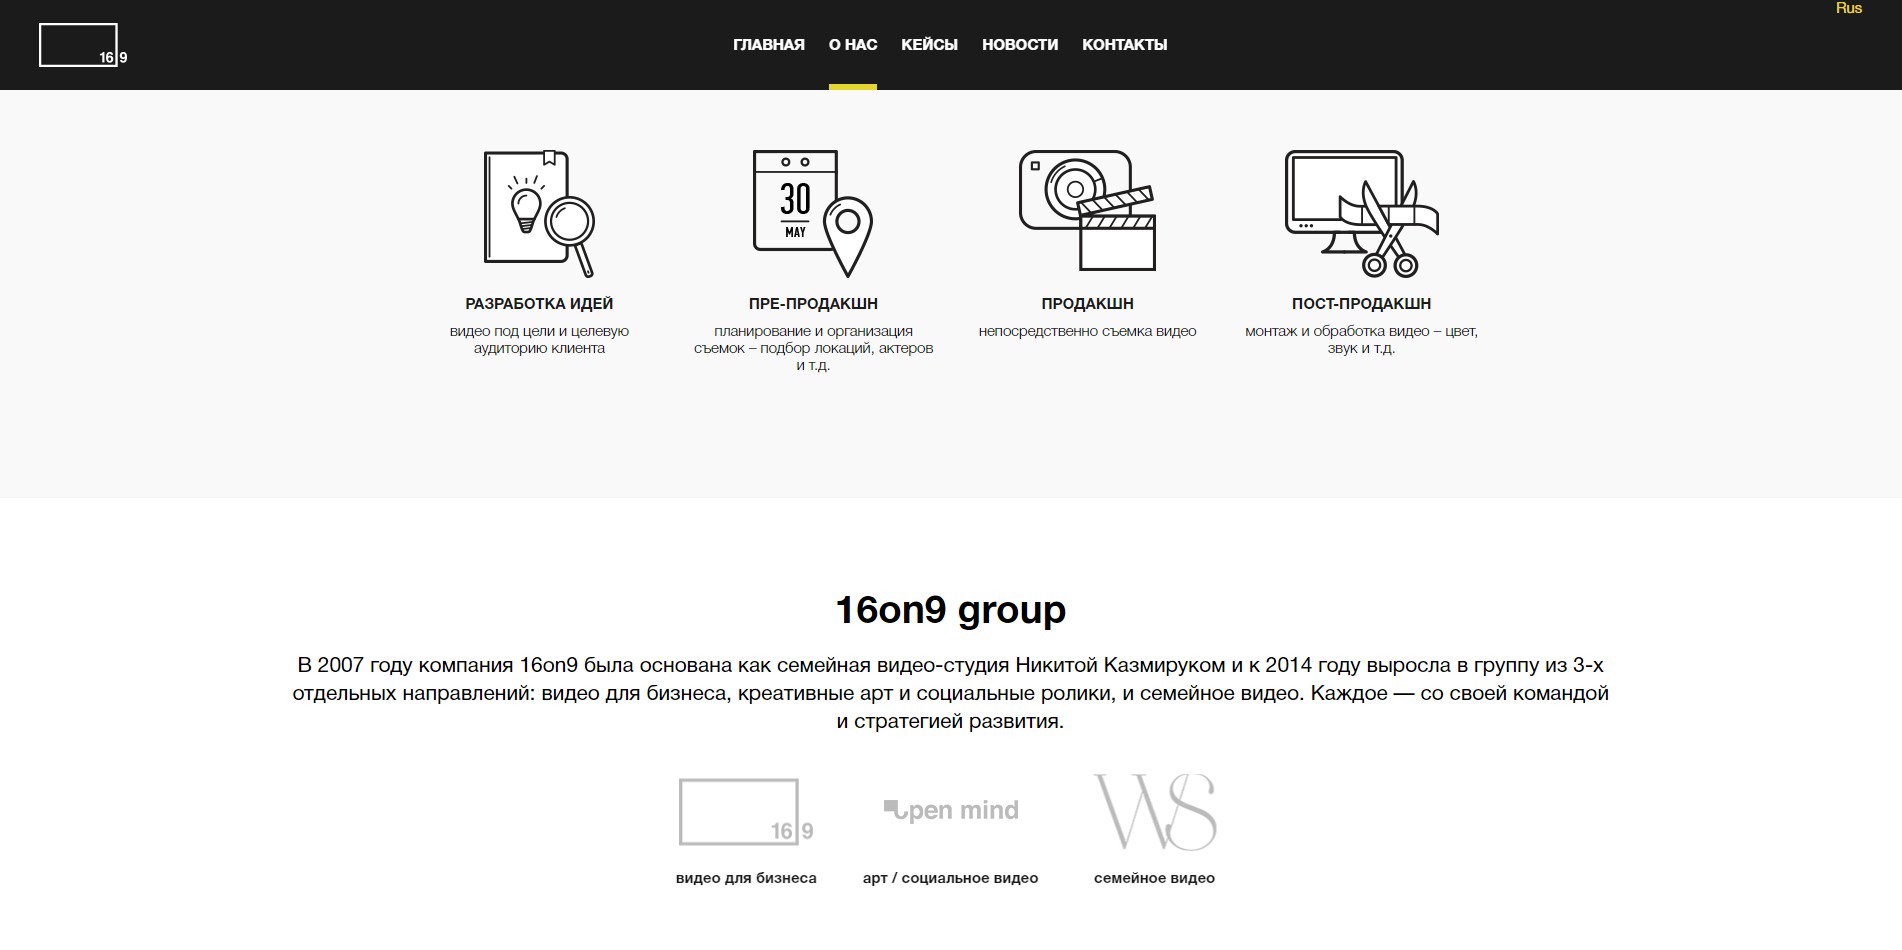 Rus
16 9
ГЛАВНАЯ О НАС КЕЙСЫ НОВОСТИ КОНТАКТЫ
30
MAY
РАЗРАБОТКА ИДЕЙ
видео под цели и целевую
аудиторию клиента
ПРЕ-ПРОДАКШН
планирование и организация
съемок – подбор локаций, актеров
и т.д.
ПРОДАКШН
непосредственно съемка видео
ПОСТ-ПРОДАКШН
монтаж и обработка видео – цвет,
звук и т.д.
16on9 group
В 2007 году компания 16on9 была основана как семейная видео-студия Никитой Казмируком и к 2014 году выросла в группу из 3-х
отдельных направлений: видео для бизнеса, креативные арт и социальные ролики, и семейное видео. Каждое — со своей командой
и стратегией развития.
16 9
видео для бизнеса
open mind
арт / социальное видео
WS
семейное видео